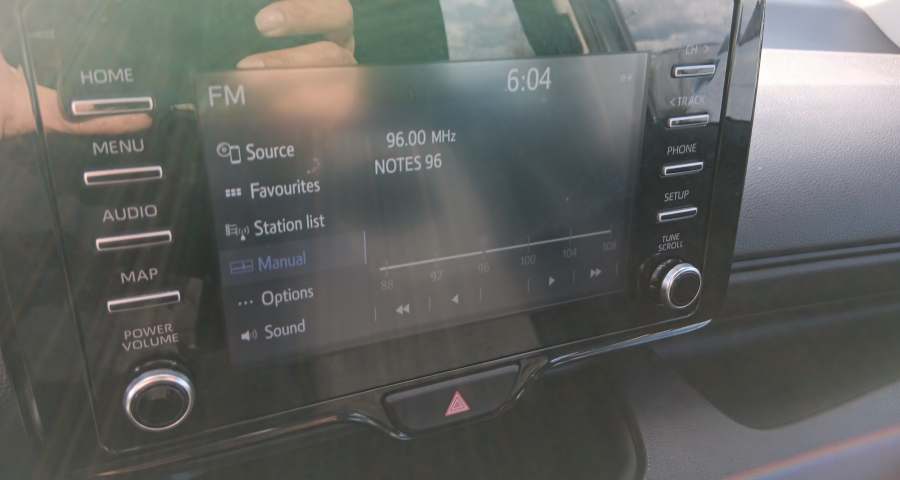 HOME
MENU
AUDIO
MAP
POWER
VOLUME
FM
6:04
Source
Favourites
Station list
Manual
Options
Sound
96.00 MHz
NOTES 96
88 92 96 100 104 108
CH >
< TRACK
PHONE
SETUP
TUNE
SCROLL